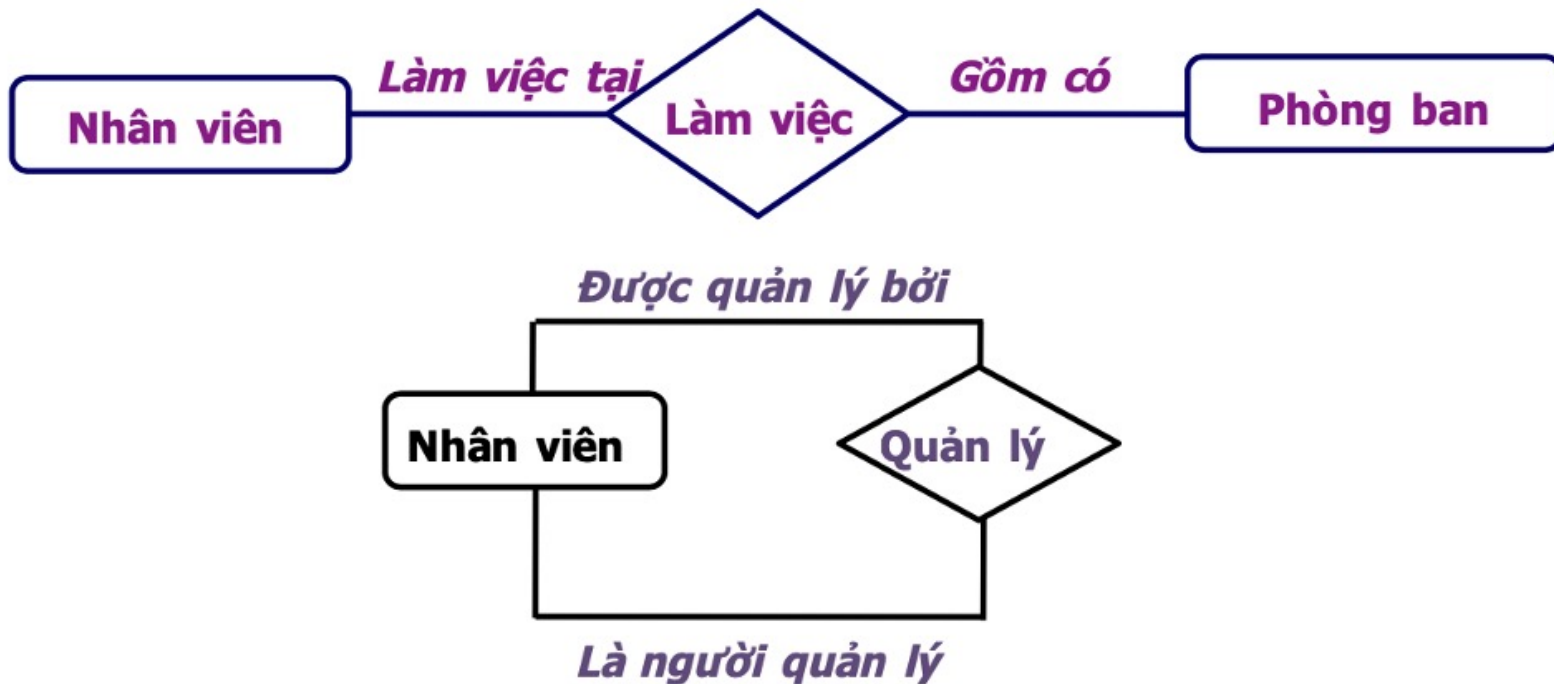 Làm việc tại
Gồm có
Nhân viên
Làm việc
Phòng ban
Được quản lý bởi
Nhân viên
Quản lý
Là người quản lý